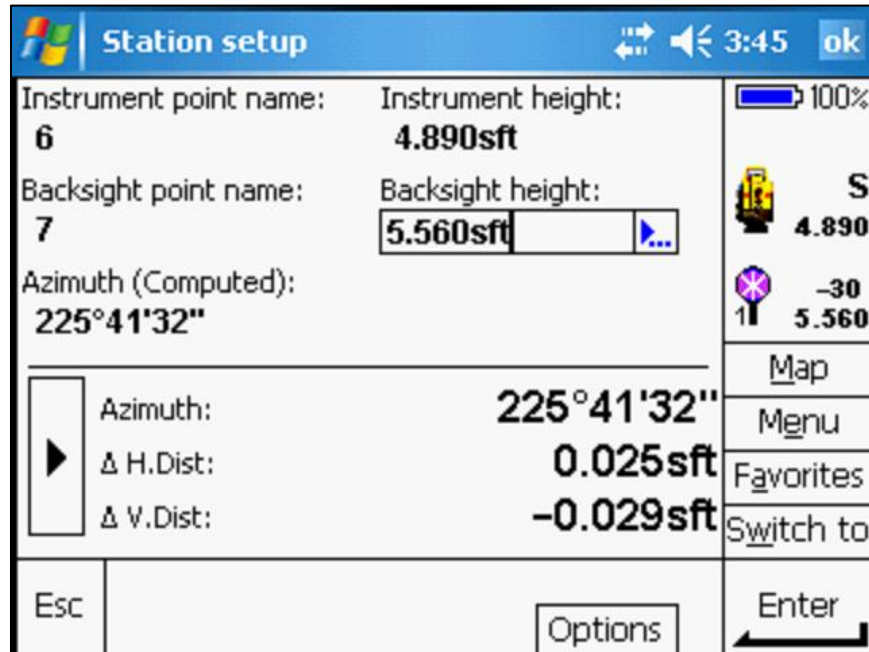 Station setup 3:45 ok
Instrument point name: Instrument height:
6 4.890sft
Backsight point name: Backsight height:
7 5.560sft
Azimuth (Computed):
225°41'32"
Azimuth: 225°41'32"
Δ H.Dist: 0.025sft
Δ V.Dist: -0.029sft
Esc Options
100%
S
4.890
-30
1 5.560
Map
Menu
Favorites
Switch to
Enter